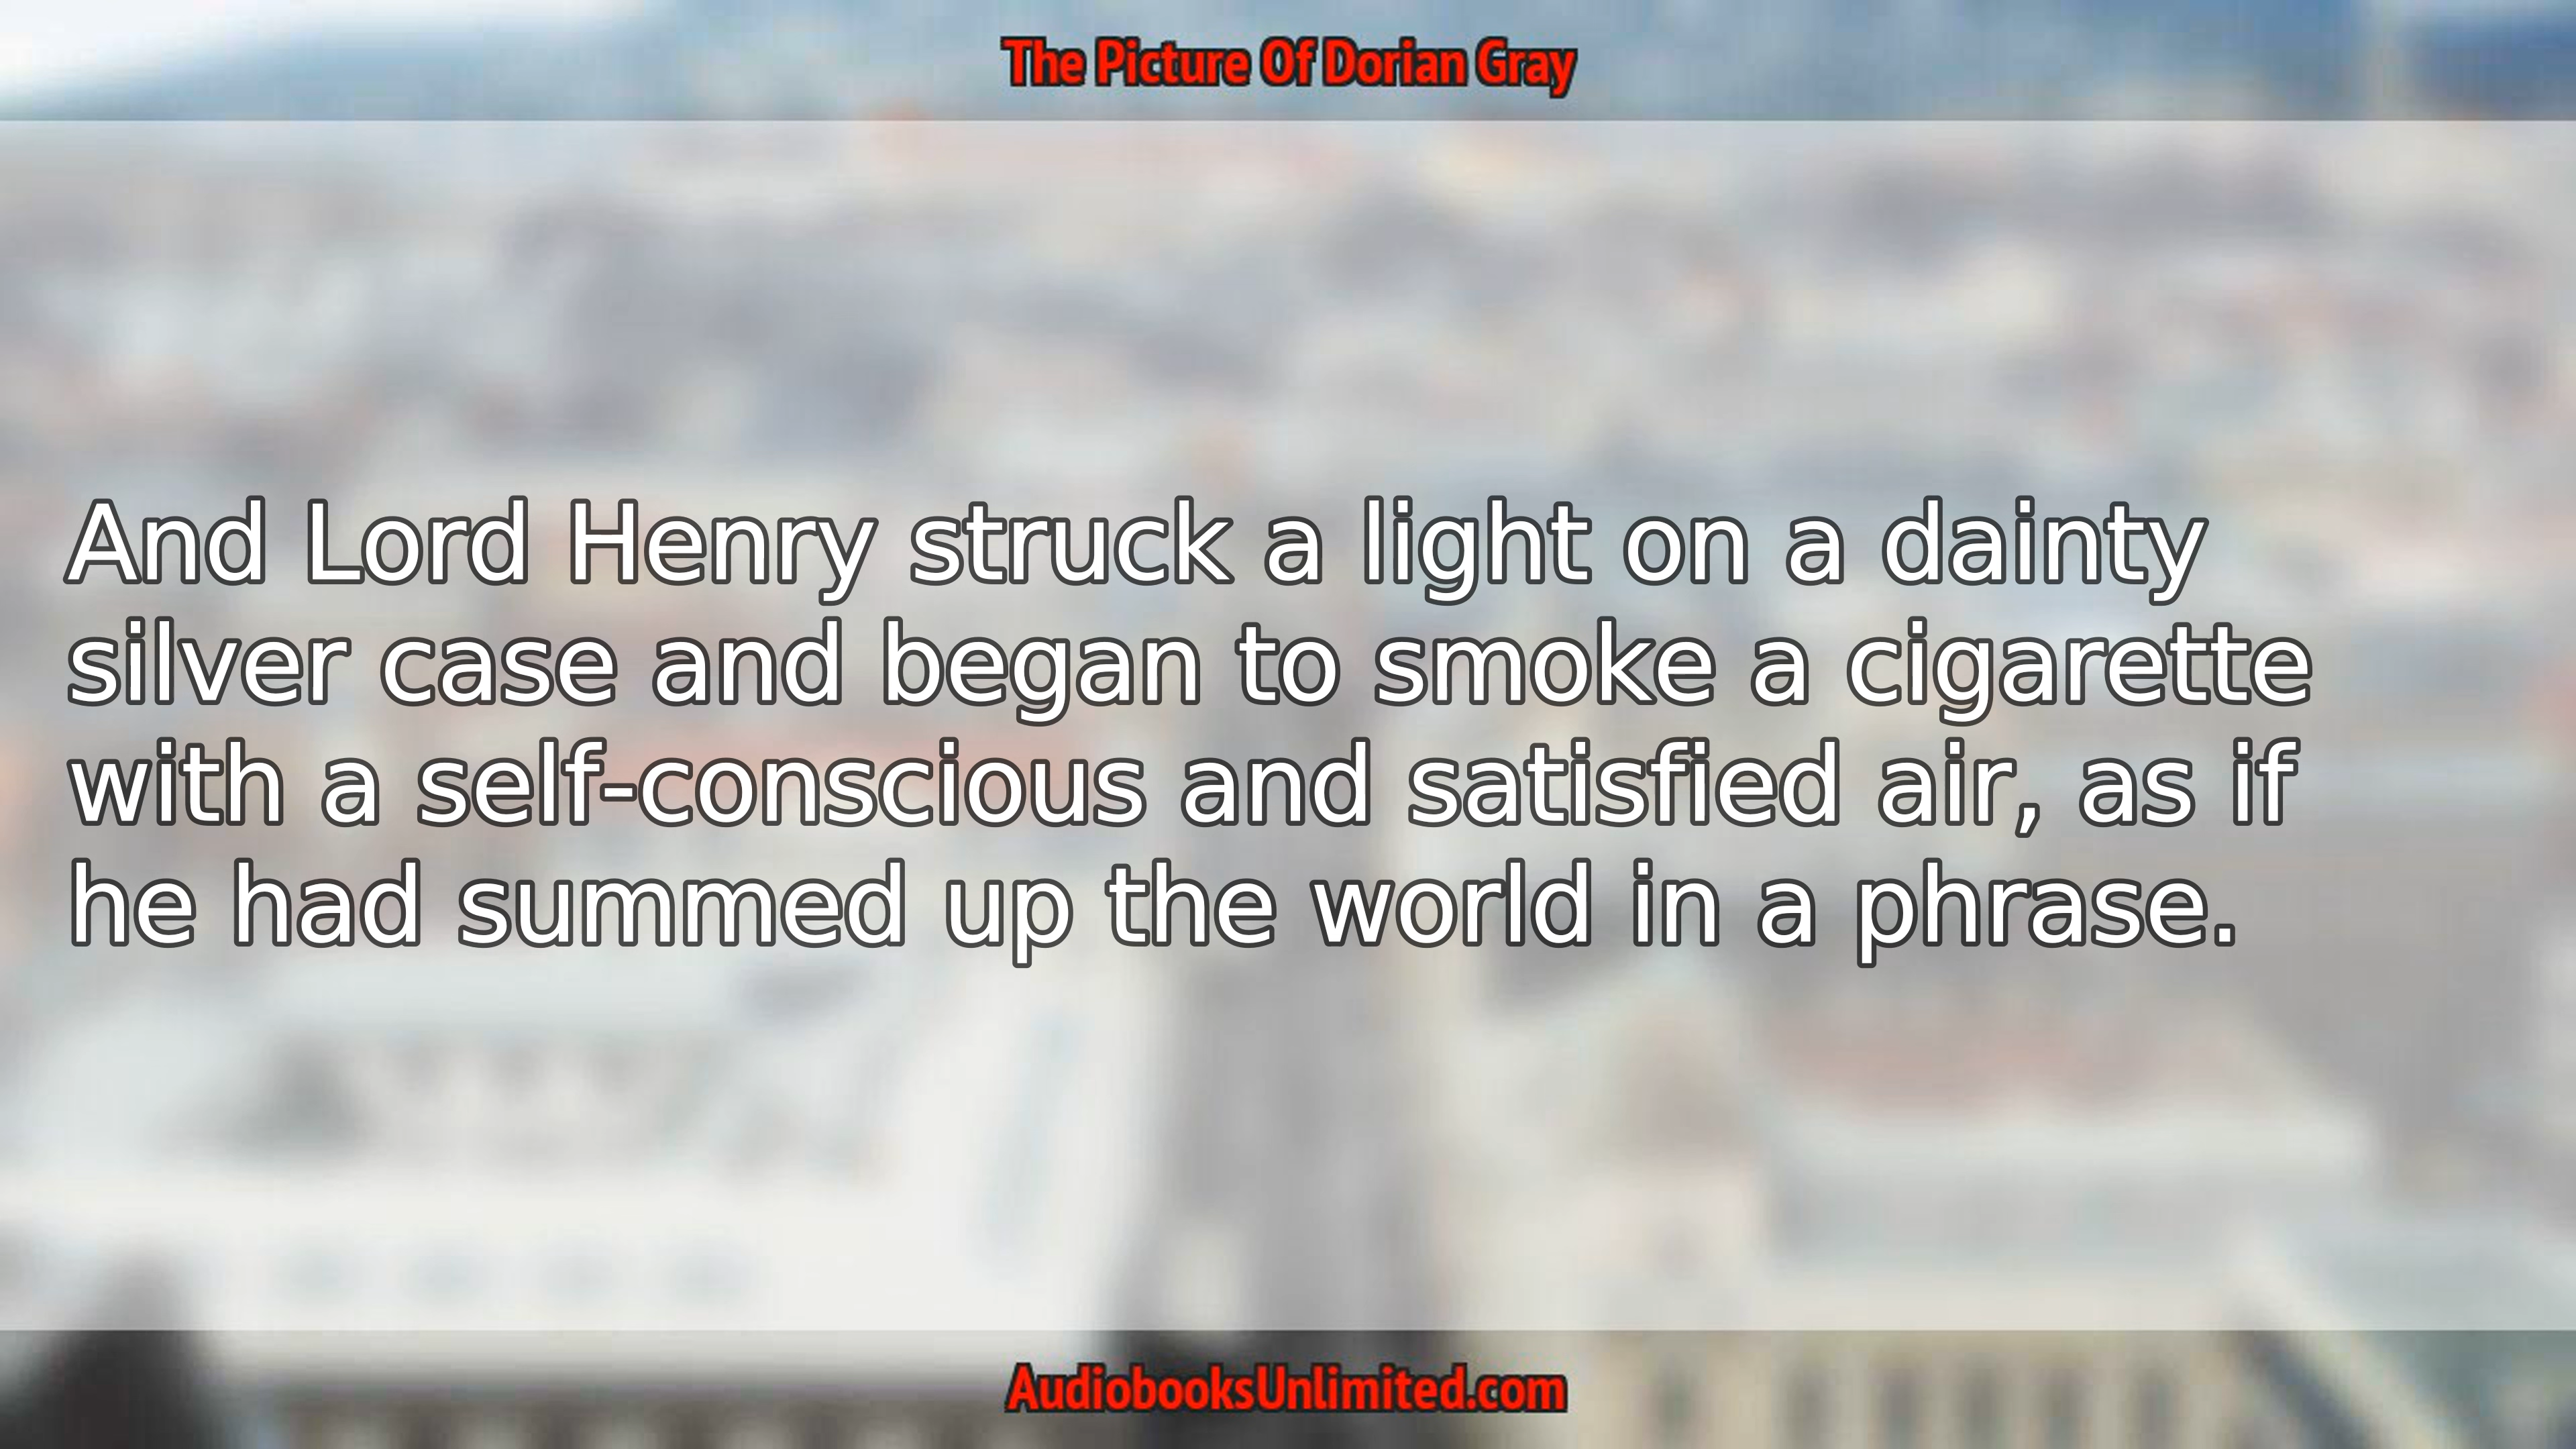 The Picture Of Dorian Gray
And Lord Henry struck a light on a dainty
silver case and began to smoke a cigarette
with a self-conscious and satisfied air, as if
he had summed up the world in a phrase.
AudiobooksUnlimited.com